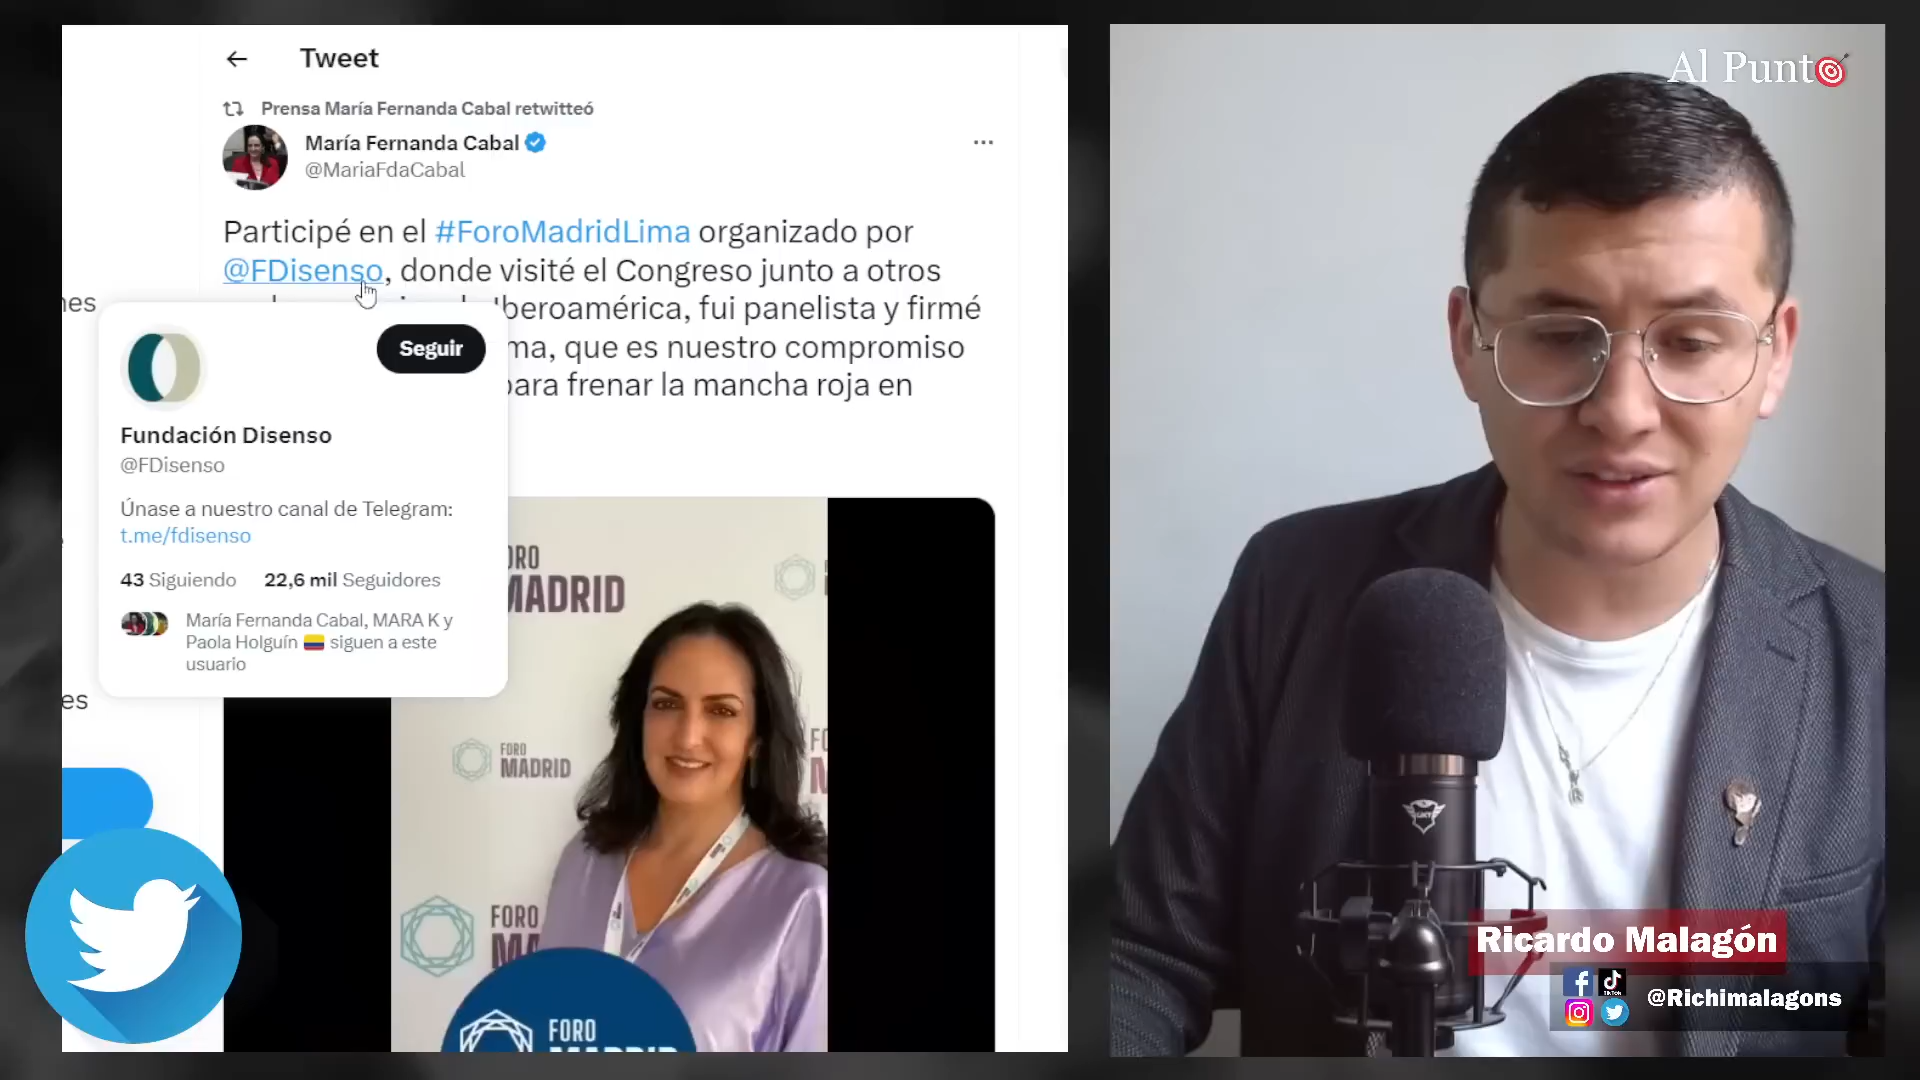 Tweet
Prensa María Fernanda Cabal retwitteó
María Fernanda Cabal
@MariaFdaCabal
Participé en el #ForoMadridLima organizado por
@FDisenso, donde visité el Congreso junto a otros
Iberoamérica, fui panelista y firmé
que es nuestro compromiso
para frenar la mancha roja en
Seguir
Fundación Disenso
@FDisenso
Únase a nuestro canal de Telegram:
t.me/fdisenso
43 Siguiendo 22,6 mil Seguidores
María Fernanda Cabal, MARA K y
Paola Holguín siguen a este
usuario
FORO
MADRID
FORO
MADRID
FORO
FORO
MADRID
Al Punto
Ricardo Malagón
@Richimalagons